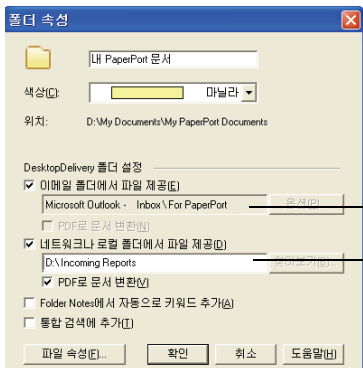 폴더 속성
내 PaperPort 문서
색상(C): 마닐라
위치: D:\My Documents\My PaperPort Documents
DesktopDelivery 폴더 설정
이메일 폴더에서 파일 제공(E)
Microsoft Outlook - Inbox \ For PaperPort 옵션(P)...
PDF로 문서 변환(N)
네트워크나 로컬 폴더에서 파일 제공(D)
D:\Incoming Reports 찾아보기(B)...
PDF로 문서 변환(V)
Folder Notes에서 자동으로 키워드 추가(A)
통합 검색에 추가(I)
파일 속성(F)... 확인 취소 도움말(H)